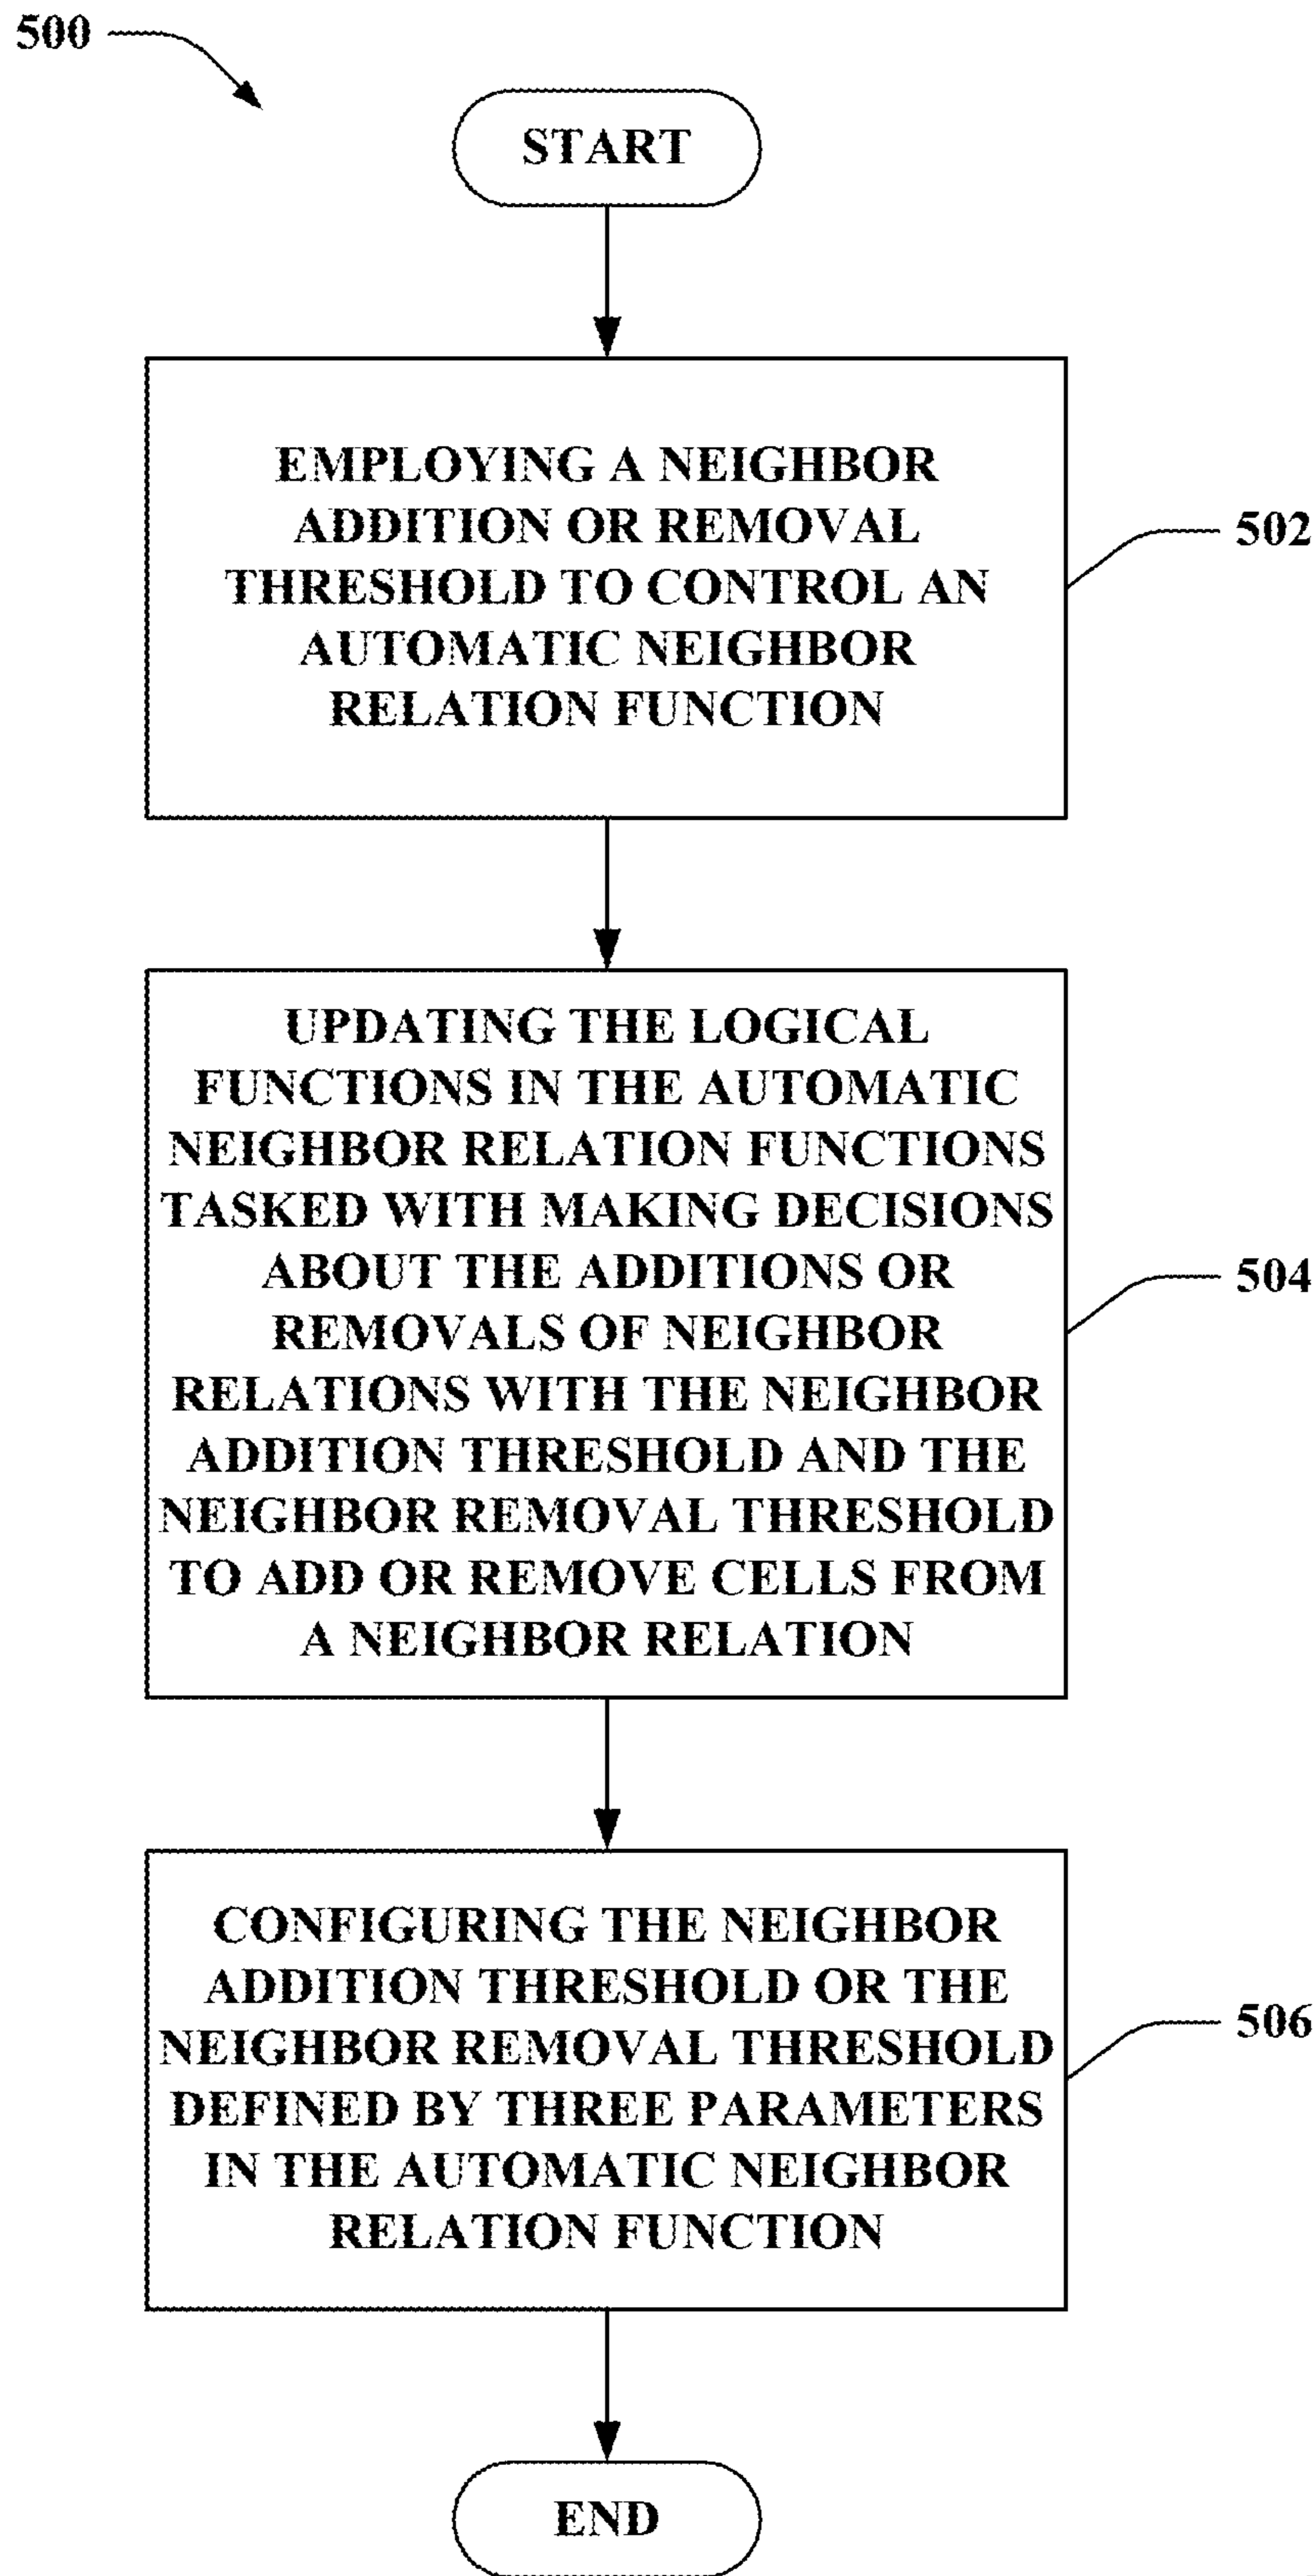 500
START
EMPLOYING A NEIGHBOR
ADDITION OR REMOVAL
THRESHOLD TO CONTROL AN
AUTOMATIC NEIGHBOR
RELATION FUNCTION
502
UPDATING THE LOGICAL
FUNCTIONS IN THE AUTOMATIC
NEIGHBOR RELATION FUNCTIONS
TASKED WITH MAKING DECISIONS
ABOUT THE ADDITIONS OR
REMOVALS OF NEIGHBOR
RELATIONS WITH THE NEIGHBOR
ADDITION THRESHOLD AND THE
NEIGHBOR REMOVAL THRESHOLD
TO ADD OR REMOVE CELLS FROM
A NEIGHBOR RELATION
504
CONFIGURING THE NEIGHBOR
ADDITION THRESHOLD OR THE
NEIGHBOR REMOVAL THRESHOLD
DEFINED BY THREE PARAMETERS
IN THE AUTOMATIC NEIGHBOR
RELATION FUNCTION
506
END